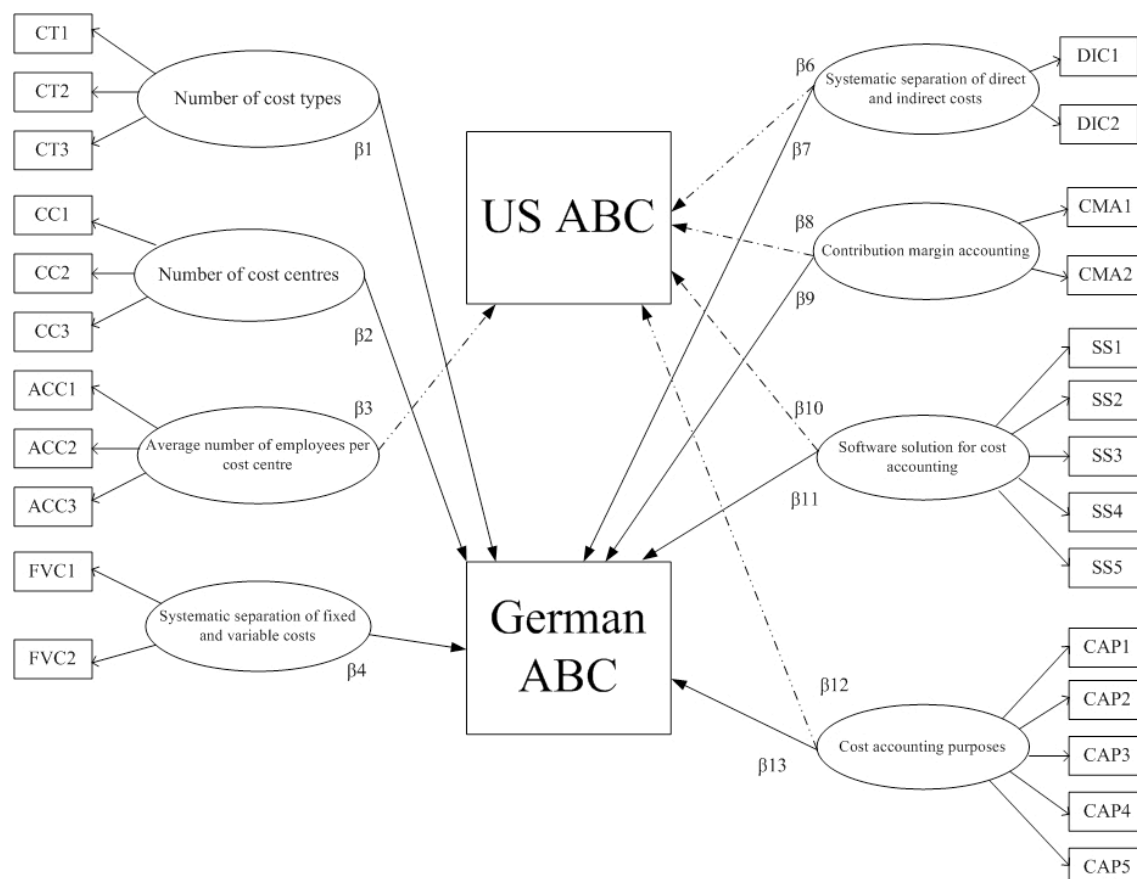 CT1
CT2
CT3
Number of cost types
β1
CC1
CC2
CC3
Number of cost centres
β2
ACC1
ACC2
ACC3
Average number of employees per
cost centre
β3
FVC1
FVC2
Systematic separation of fixed
and variable costs
β4
US ABC
German
ABC
β6
Systematic separation of direct
and indirect costs
β7
DIC1
DIC2
β8
Contribution margin accounting
β9
CMA1
CMA2
β10
Software solution for cost
accounting
β11
SS1
SS2
SS3
SS4
SS5
β12
Cost accounting purposes
β13
CAP1
CAP2
CAP3
CAP4
CAP5